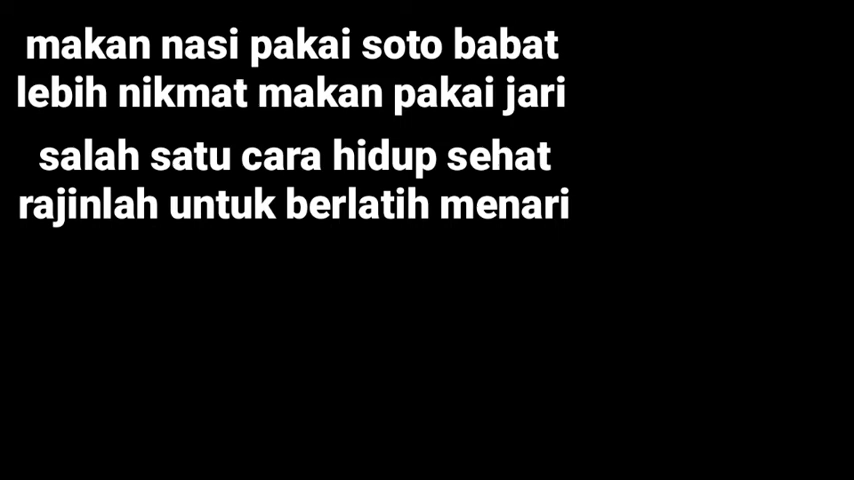 makan nasi pakai soto babat
lebih nikmat makan pakai jari
salah satu cara hidup sehat
rajinlah untuk berlatih menari